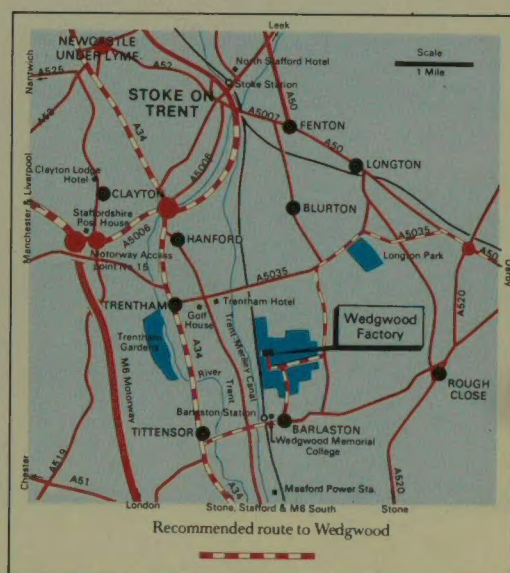 Leek
NEWCASTLE
UNDER LYME
Nantwich
A525
A52
North Stafford Hotel
Stoke Station
Scale
1 Mile
STOKE ON
TRENT
A50
A5007
A53
A34
FENTON
A50
LONGTON
A5006
Clayton Lodge
Hotel
CLAYTON
BLURTON
Manchester & Liverpool
Staffordshire
Post House
A5006
HANFORD
A5035
Longton Park
A50
Derby
Motorway Access
point No 15
A5035
A520
TRENTHAM
Trentham Hotel
Golf
House
Wedgwood
Factory
Trentham
Gardens
A34
Trent-Mersey Canal
M6 Motorway
River
Trent
ROUGH
CLOSE
Barlaston Station
BARLASTON
Wedgwood Memorial
College
TITTENSOR
Chester
A519
A51
Meaford Power Sta.
A520
A34
London
Stone, Stafford & M6 South
Stone
Recommended route to Wedgwood